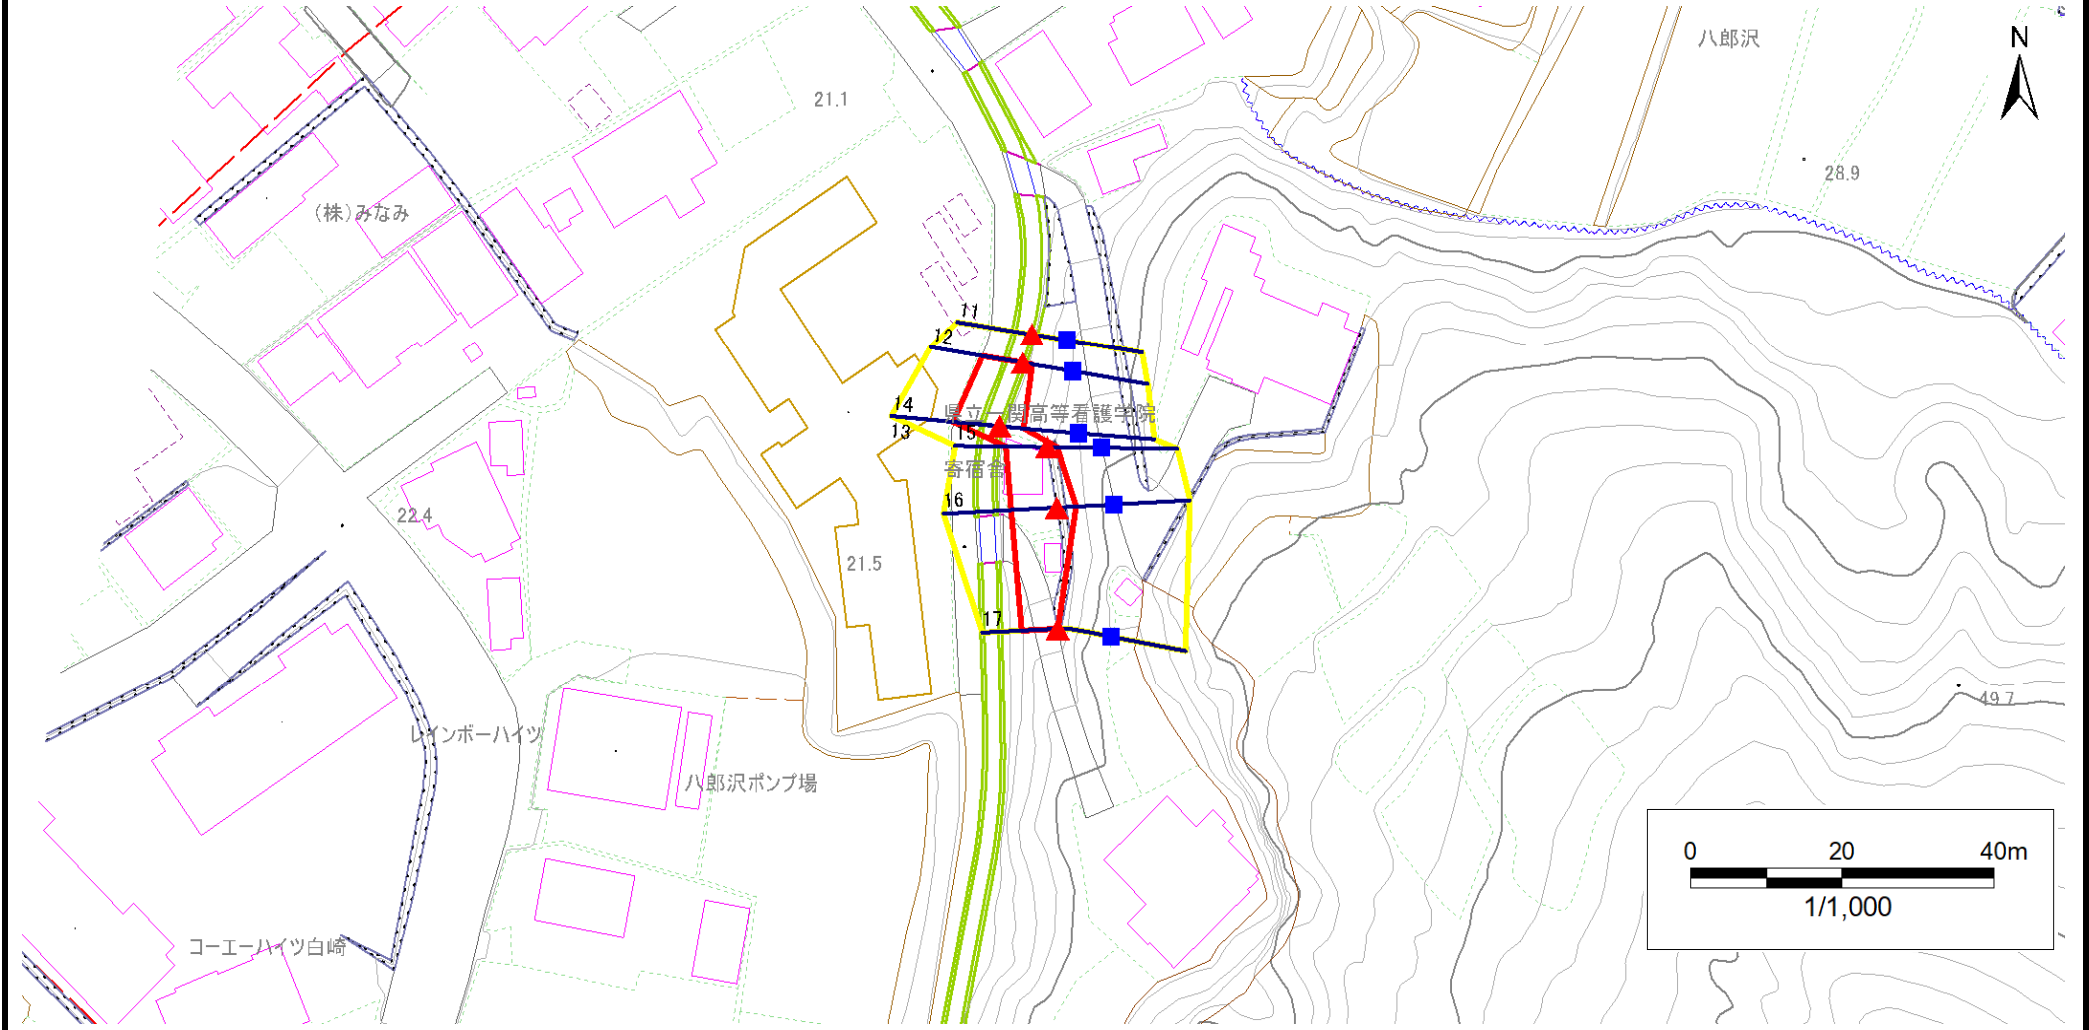 八郎沢
N
21.1
28.9
(株)みなみ
11
12
14
県立一関高等看護学院
13
15
寄宿舎
16
22.4
21.5
17
49.7
レインボーハイツ
八郎沢ポンプ場
0 20 40m
1/1,000
コーエーハイツ白崎